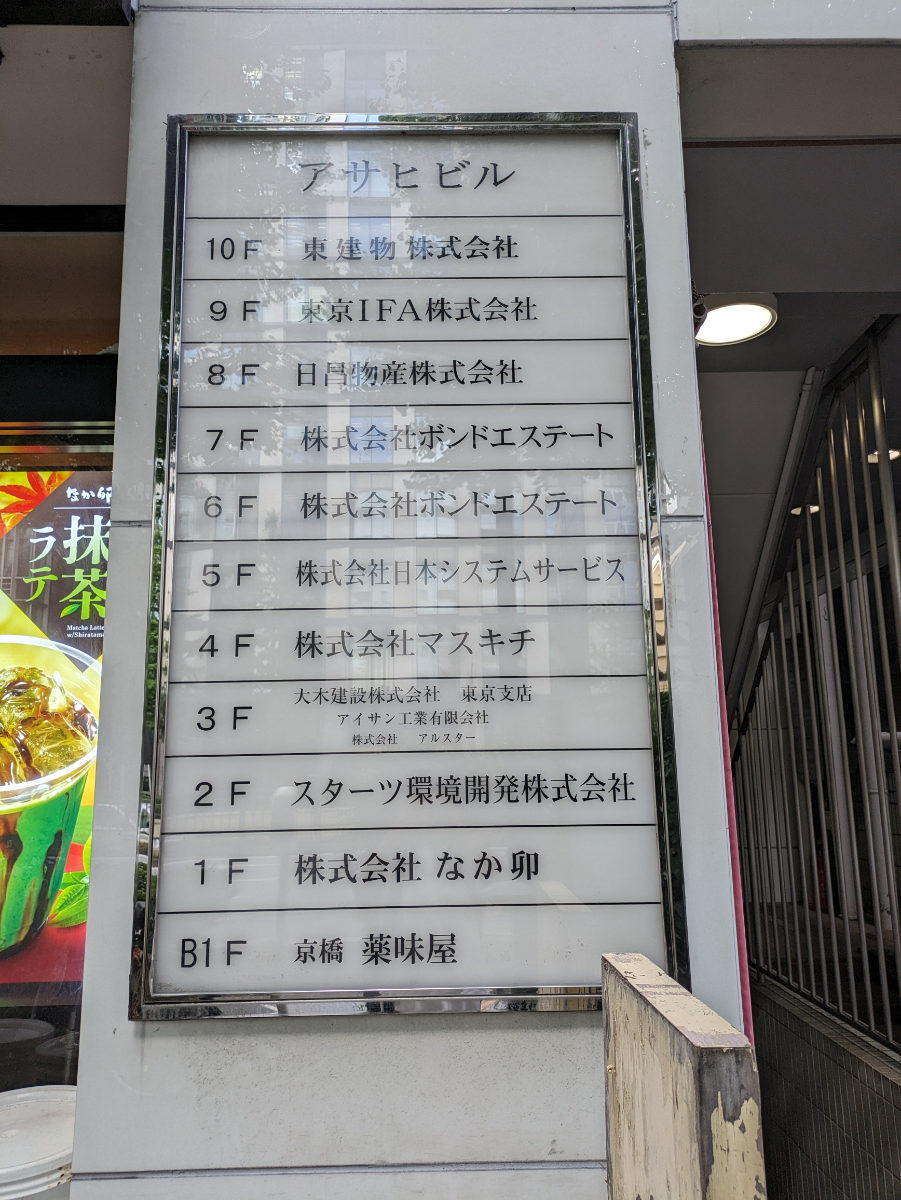 アサヒビル
10F 東建物 株式会社
9F 東京IFA株式会社
8F 日昌物産株式会社
7F 株式会社ボンドエステート
6F 株式会社ボンドエステート
5F 株式会社日本システムサービス
4F 株式会社マスキチ
3F 大木建設株式会社 東京支店
アイサン工業有限会社
株式会社 アルスター
2F スターツ環境開発株式会社
1F 株式会社 なか卯
B1F 京橋 薬味屋
なか卯
抹茶
ラテ
Matcha Latte
w/Shiratama